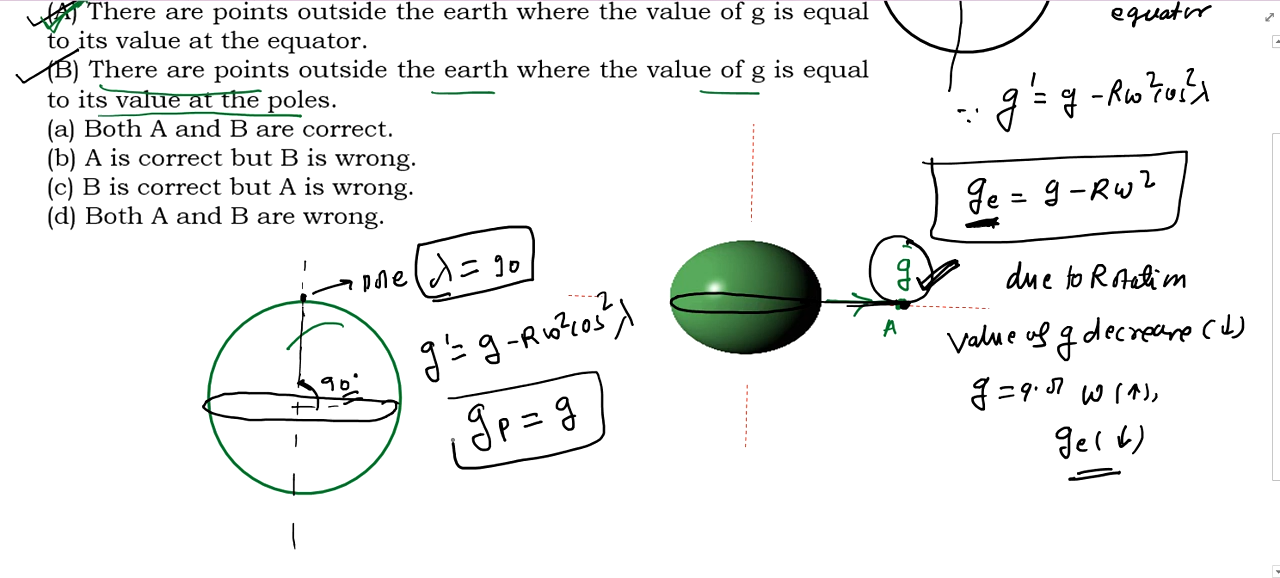 (A) There are points outside the earth where the value of g is equal
to its value at the equator.
(B) There are points outside the earth where the value of g is equal
to its value at the poles.
(a) Both A and B are correct.
(b) A is correct but B is wrong.
(c) B is correct but A is wrong.
(d) Both A and B are wrong.
equator
∵ g' = g - Rω²cos²λ
ge = g - Rω²
pole λ = 90
g' = g - Rω²cos²λ
90°
gp = g
g
A
due to Rotation
Value of g decrease (↓)
g = 9.8 ω (↑),
ge (↓)